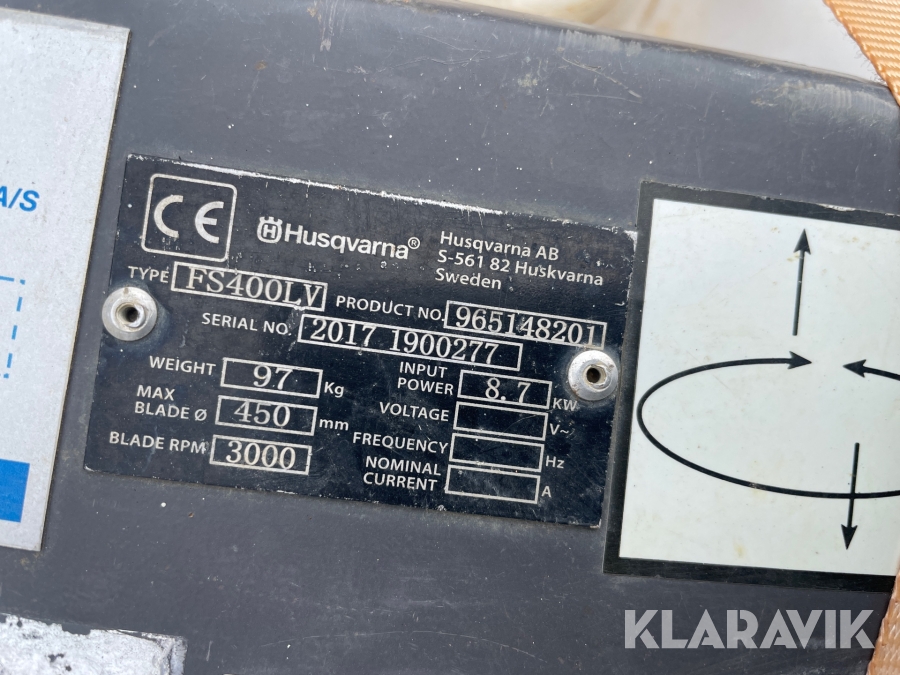 A/S
CE
Husqvarna®
Husqvarna AB
S-561 82 Huskvarna
Sweden
TYPE FS400LV PRODUCT NO. 965148201
SERIAL NO. 2017 1900277
WEIGHT 97 Kg
INPUT POWER 8.7 KW
MAX BLADE Ø 450 mm
VOLTAGE V~
BLADE RPM 3000
FREQUENCY Hz
NOMINAL CURRENT A
KLARAVIK